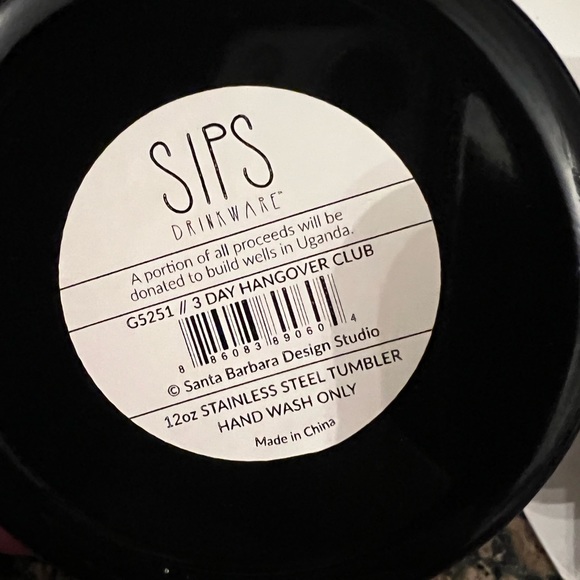 SIPS
DRINKWARE™
A portion of all proceeds will be
donated to build wells in Uganda.
G5251 // 3 DAY HANGOVER CLUB
8 86083 89060 4
© Santa Barbara Design Studio
12oz STAINLESS STEEL TUMBLER
HAND WASH ONLY
Made in China